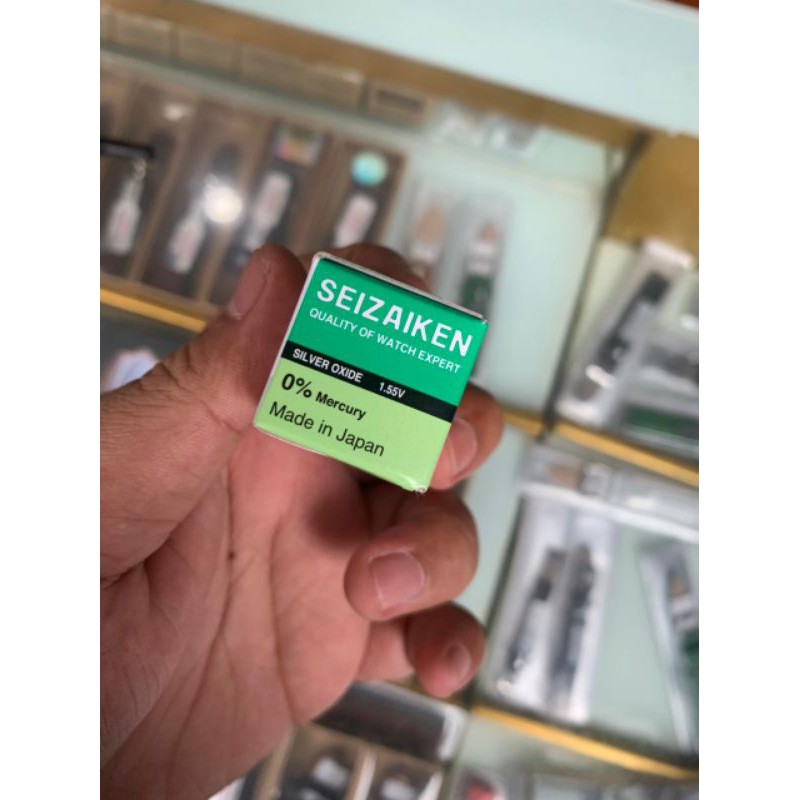 SEIZAIKEN
QUALITY OF WATCH EXPERT
SILVER OXIDE 1.55V
0% Mercury
Made in Japan